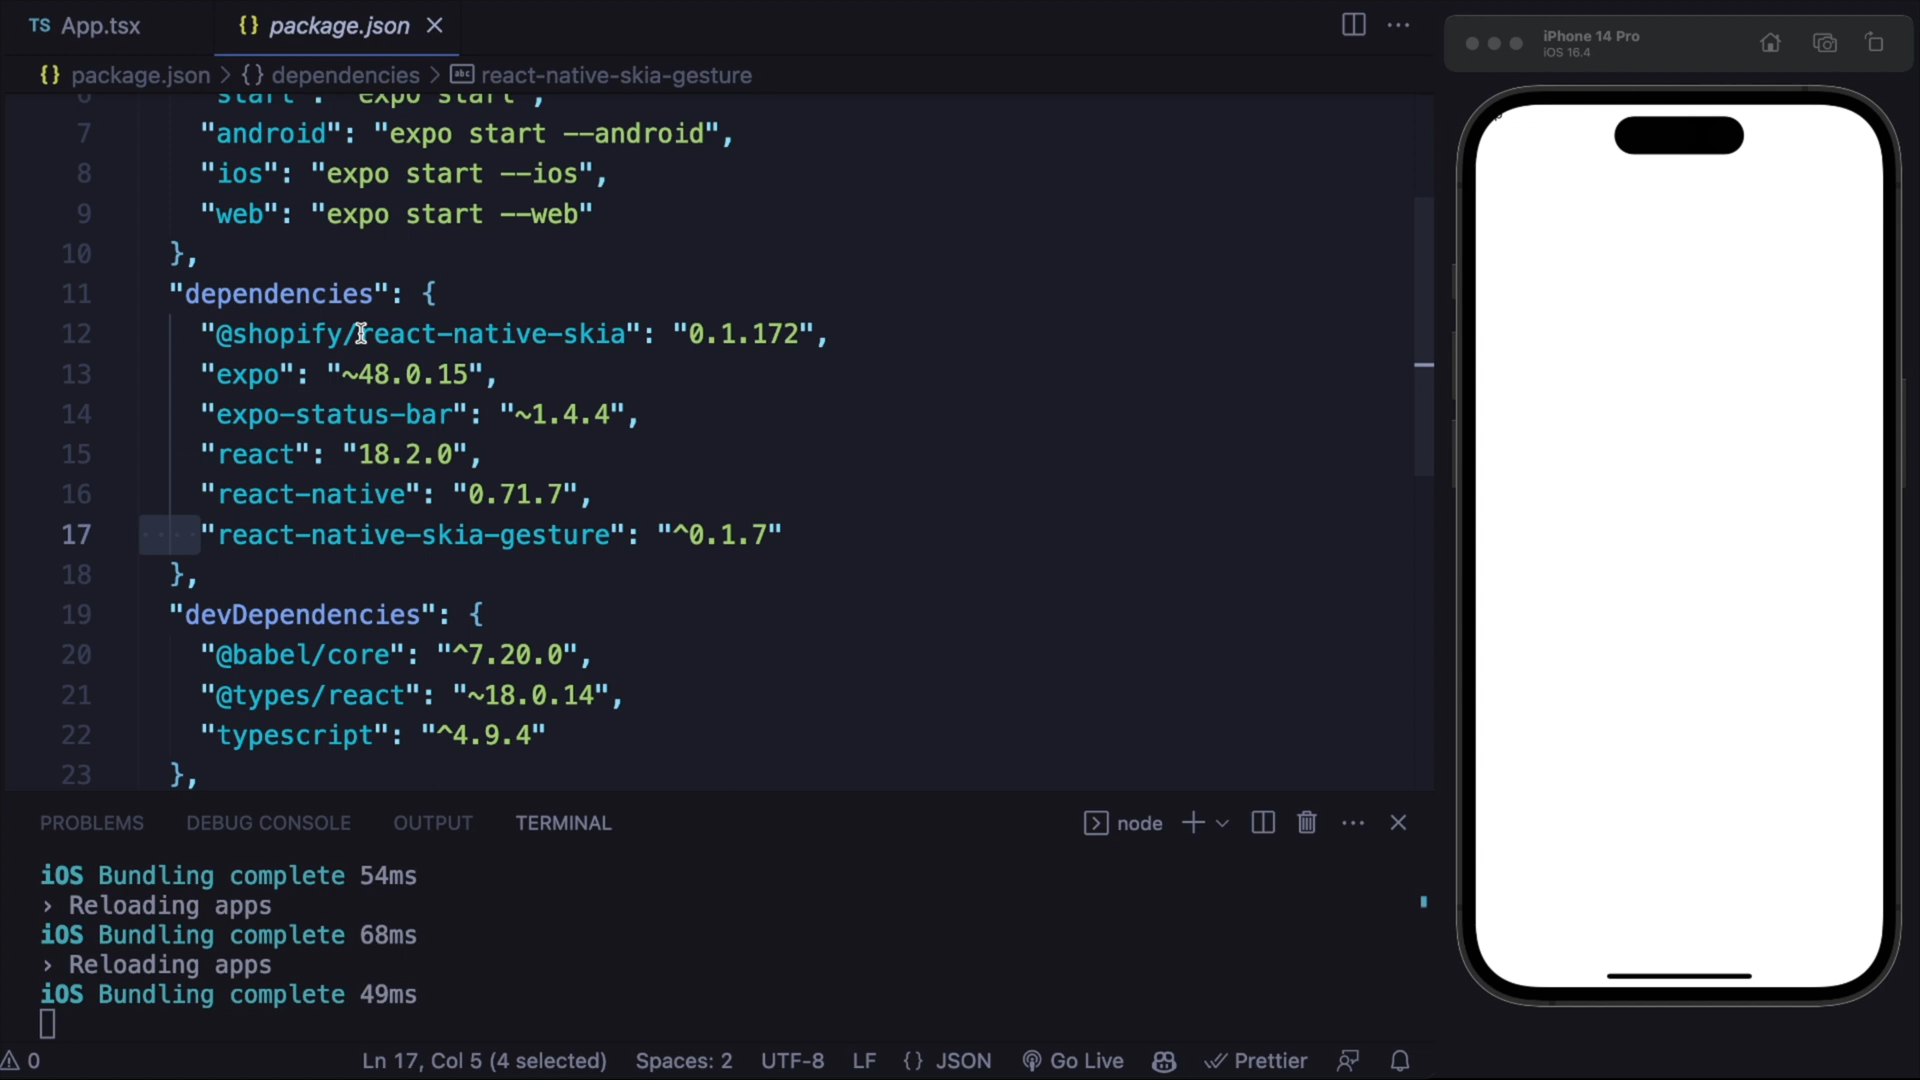 TS App.tsx
{} package.json
{} package.json > {} dependencies > abc react-native-skia-gesture
6 "start": "expo start",
7 "android": "expo start --android",
8 "ios": "expo start --ios",
9 "web": "expo start --web"
10 },
11 "dependencies": {
12 "@shopify/react-native-skia": "0.1.172",
13 "expo": "~48.0.15",
14 "expo-status-bar": "~1.4.4",
15 "react": "18.2.0",
16 "react-native": "0.71.7",
17 "react-native-skia-gesture": "^0.1.7"
18 },
19 "devDependencies": {
20 "@babel/core": "^7.20.0",
21 "@types/react": "~18.0.14",
22 "typescript": "^4.9.4"
23 },
PROBLEMS DEBUG CONSOLE OUTPUT TERMINAL node
iOS Bundling complete 54ms
› Reloading apps
iOS Bundling complete 68ms
› Reloading apps
iOS Bundling complete 49ms
0 Ln 17, Col 5 (4 selected) Spaces: 2 UTF-8 LF {} JSON Go Live Prettier
iPhone 14 Pro
iOS 16.4